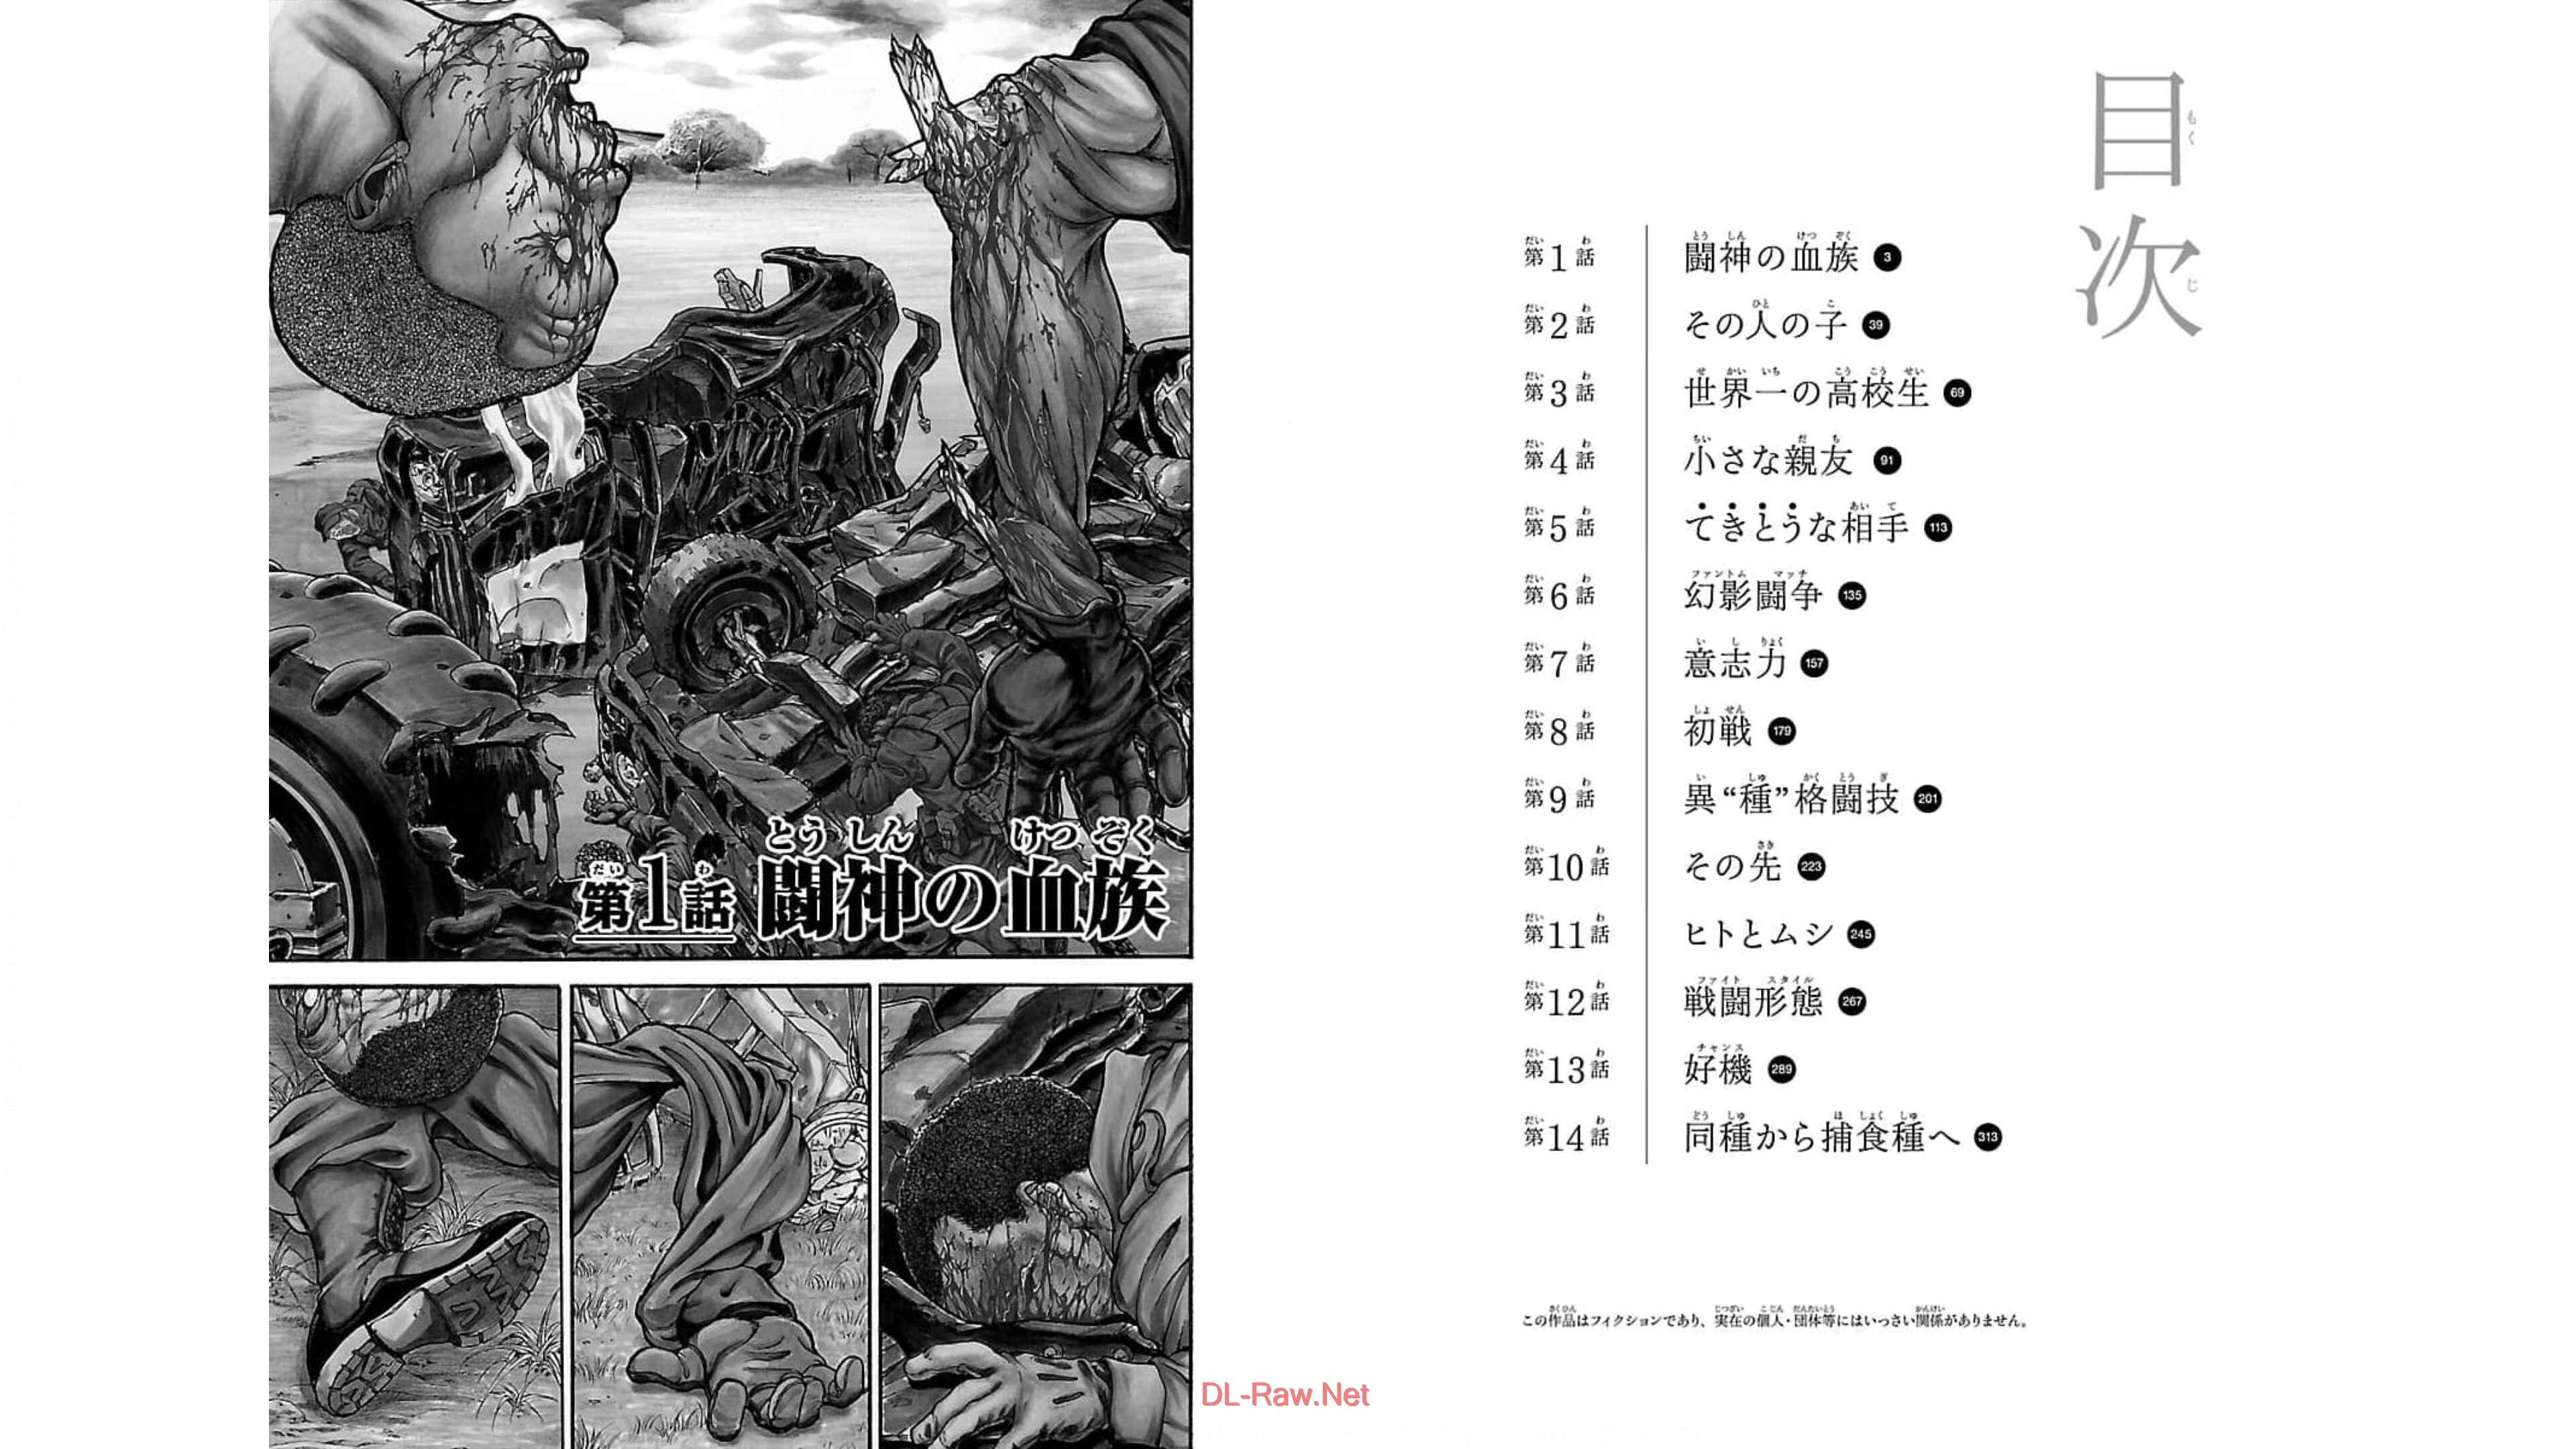 目次
第1話 闘神の血族 3
第2話 その人の子 39
第3話 世界一の高校生 69
第4話 小さな親友 91
第5話 てきとうな相手 113
第6話 幻影闘争 135
第7話 意志力 157
第8話 初戦 179
第9話 異“種”格闘技 201
第10話 その先 223
第11話 ヒトとムシ 245
第12話 戦闘形態 267
第13話 好機 289
第14話 同種から捕食種へ 313
この作品はフィクションであり、実在の個人・団体等にはいっさい関係がありません。
第1話 闘神の血族
DL-Raw.Net